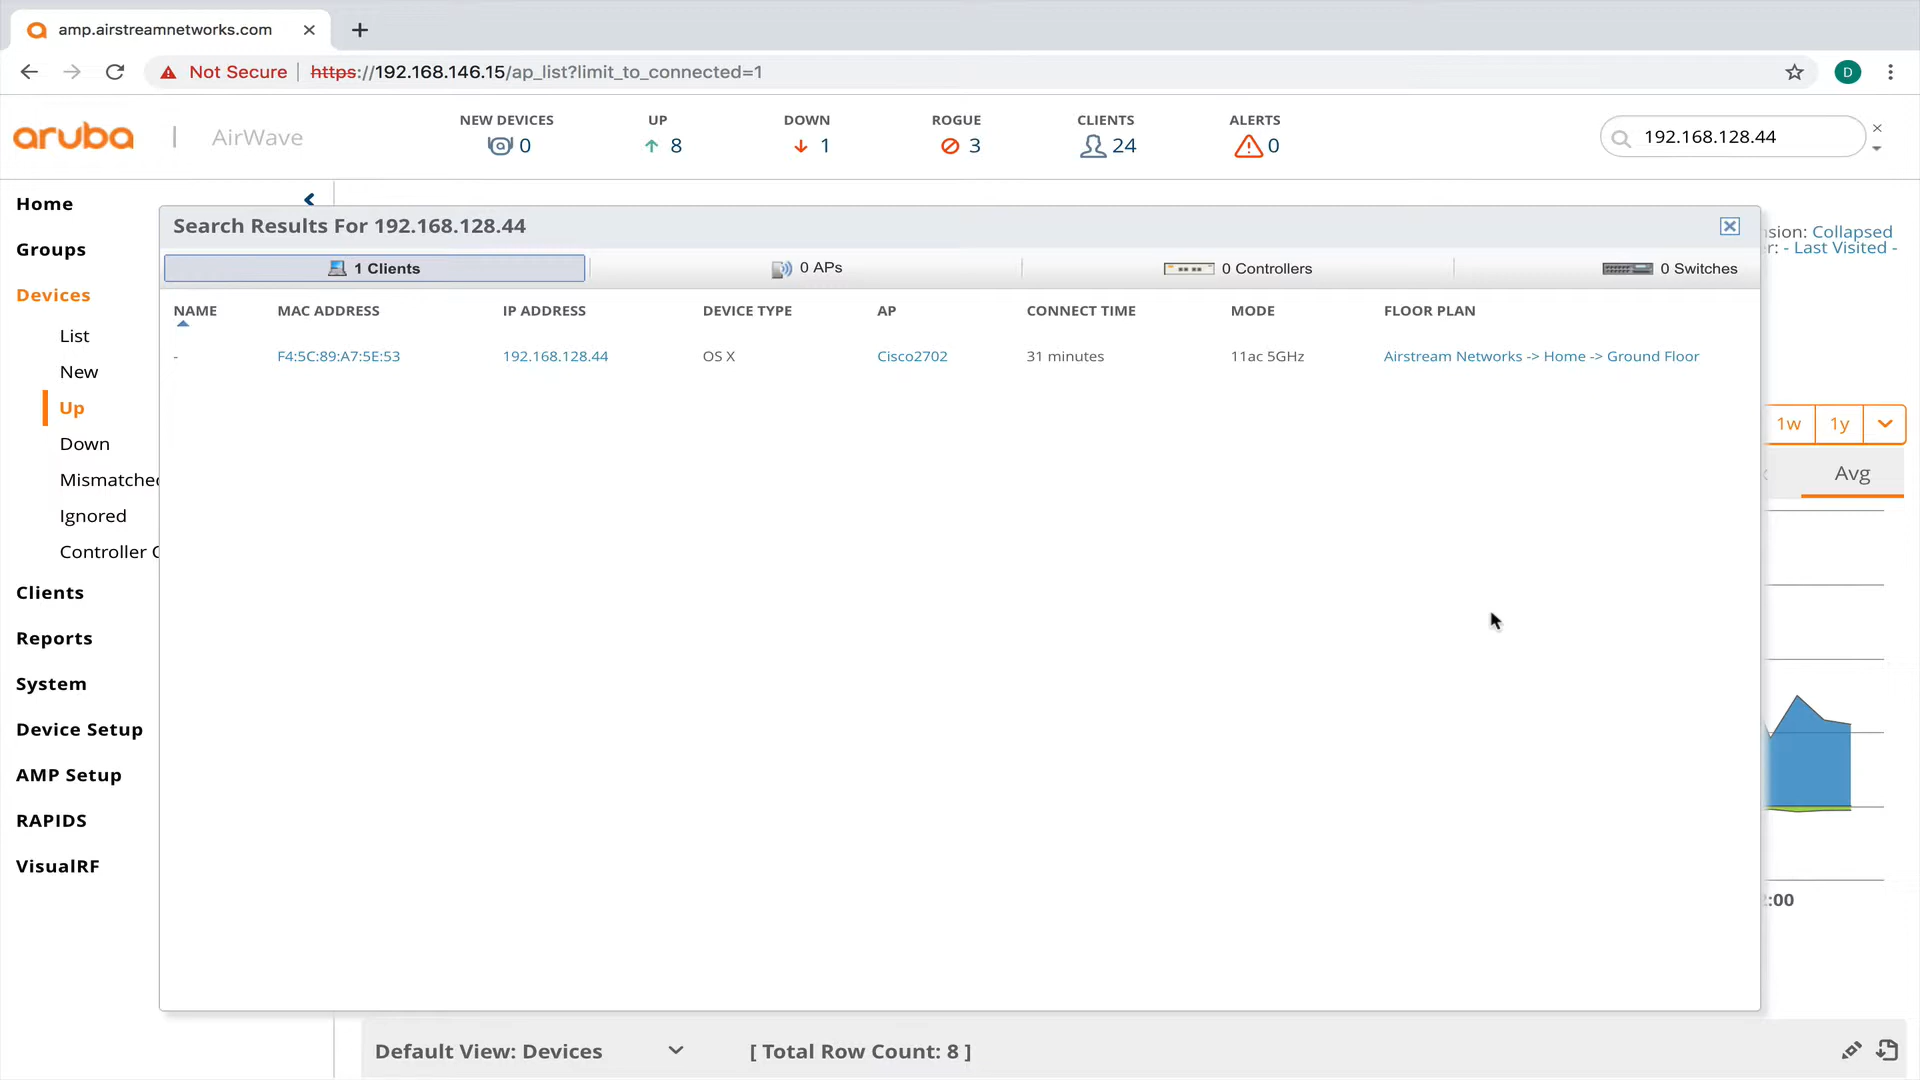 amp.airstreamnetworks.com
Not Secure | https://192.168.146.15/ap_list?limit_to_connected=1
D
aruba | AirWave
NEW DEVICES
0
UP
8
DOWN
1
ROGUE
3
CLIENTS
24
ALERTS
0
192.168.128.44
Home
Groups
Devices
List
New
Up
Down
Mismatched
Ignored
Controller C
Clients
Reports
System
Device Setup
AMP Setup
RAPIDS
VisualRF
Search Results For 192.168.128.44
1 Clients
0 APs
0 Controllers
0 Switches
NAME MAC ADDRESS IP ADDRESS DEVICE TYPE AP CONNECT TIME MODE FLOOR PLAN
- F4:5C:89:A7:5E:53 192.168.128.44 OS X Cisco2702 31 minutes 11ac 5GHz Airstream Networks -> Home -> Ground Floor
sion: Collapsed
r: - Last Visited -
1w
1y
Avg
:00
Default View: Devices
[ Total Row Count: 8 ]